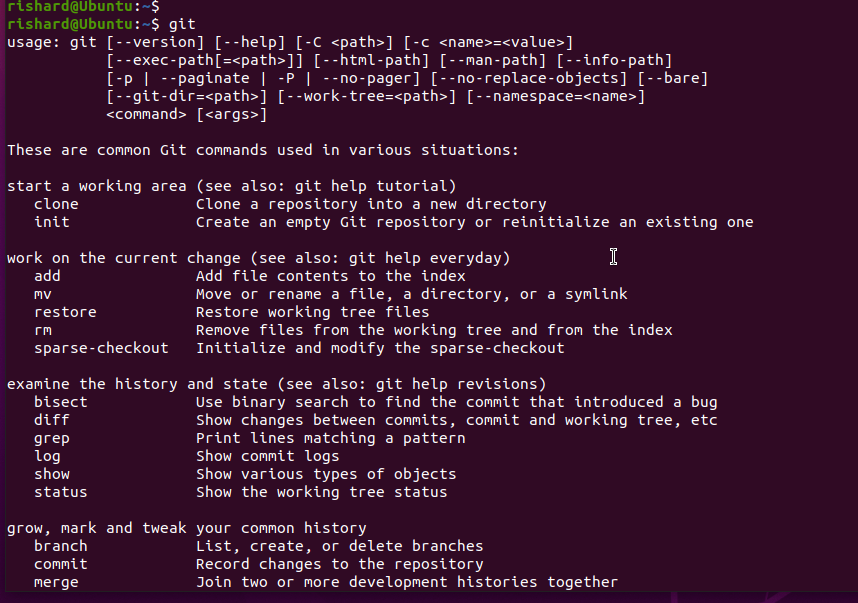 rishard@Ubuntu:~$
rishard@Ubuntu:~$ git
usage: git [--version] [--help] [-C <path>] [-c <name>=<value>]
           [--exec-path[=<path>]] [--html-path] [--man-path] [--info-path]
           [-p | --paginate | -P | --no-pager] [--no-replace-objects] [--bare]
           [--git-dir=<path>] [--work-tree=<path>] [--namespace=<name>]
           <command> [<args>]

These are common Git commands used in various situations:

start a working area (see also: git help tutorial)
   clone             Clone a repository into a new directory
   init              Create an empty Git repository or reinitialize an existing one

work on the current change (see also: git help everyday)
   add               Add file contents to the index
   mv                Move or rename a file, a directory, or a symlink
   restore           Restore working tree files
   rm                Remove files from the working tree and from the index
   sparse-checkout   Initialize and modify the sparse-checkout

examine the history and state (see also: git help revisions)
   bisect            Use binary search to find the commit that introduced a bug
   diff              Show changes between commits, commit and working tree, etc
   grep              Print lines matching a pattern
   log               Show commit logs
   show              Show various types of objects
   status            Show the working tree status

grow, mark and tweak your common history
   branch            List, create, or delete branches
   commit            Record changes to the repository
   merge             Join two or more development histories together